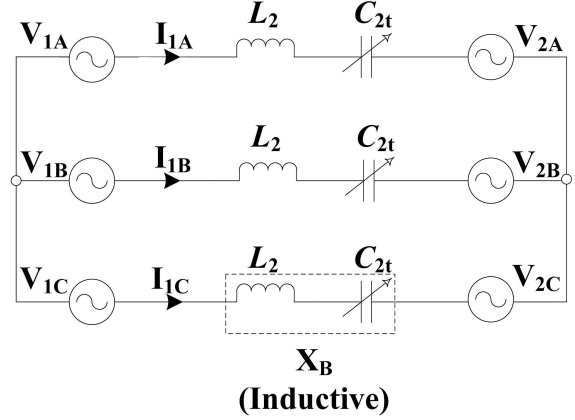 V1A I1A L2 C2t V2A
V1B I1B L2 C2t V2B
V1C I1C L2 C2t V2C
XB
(Inductive)